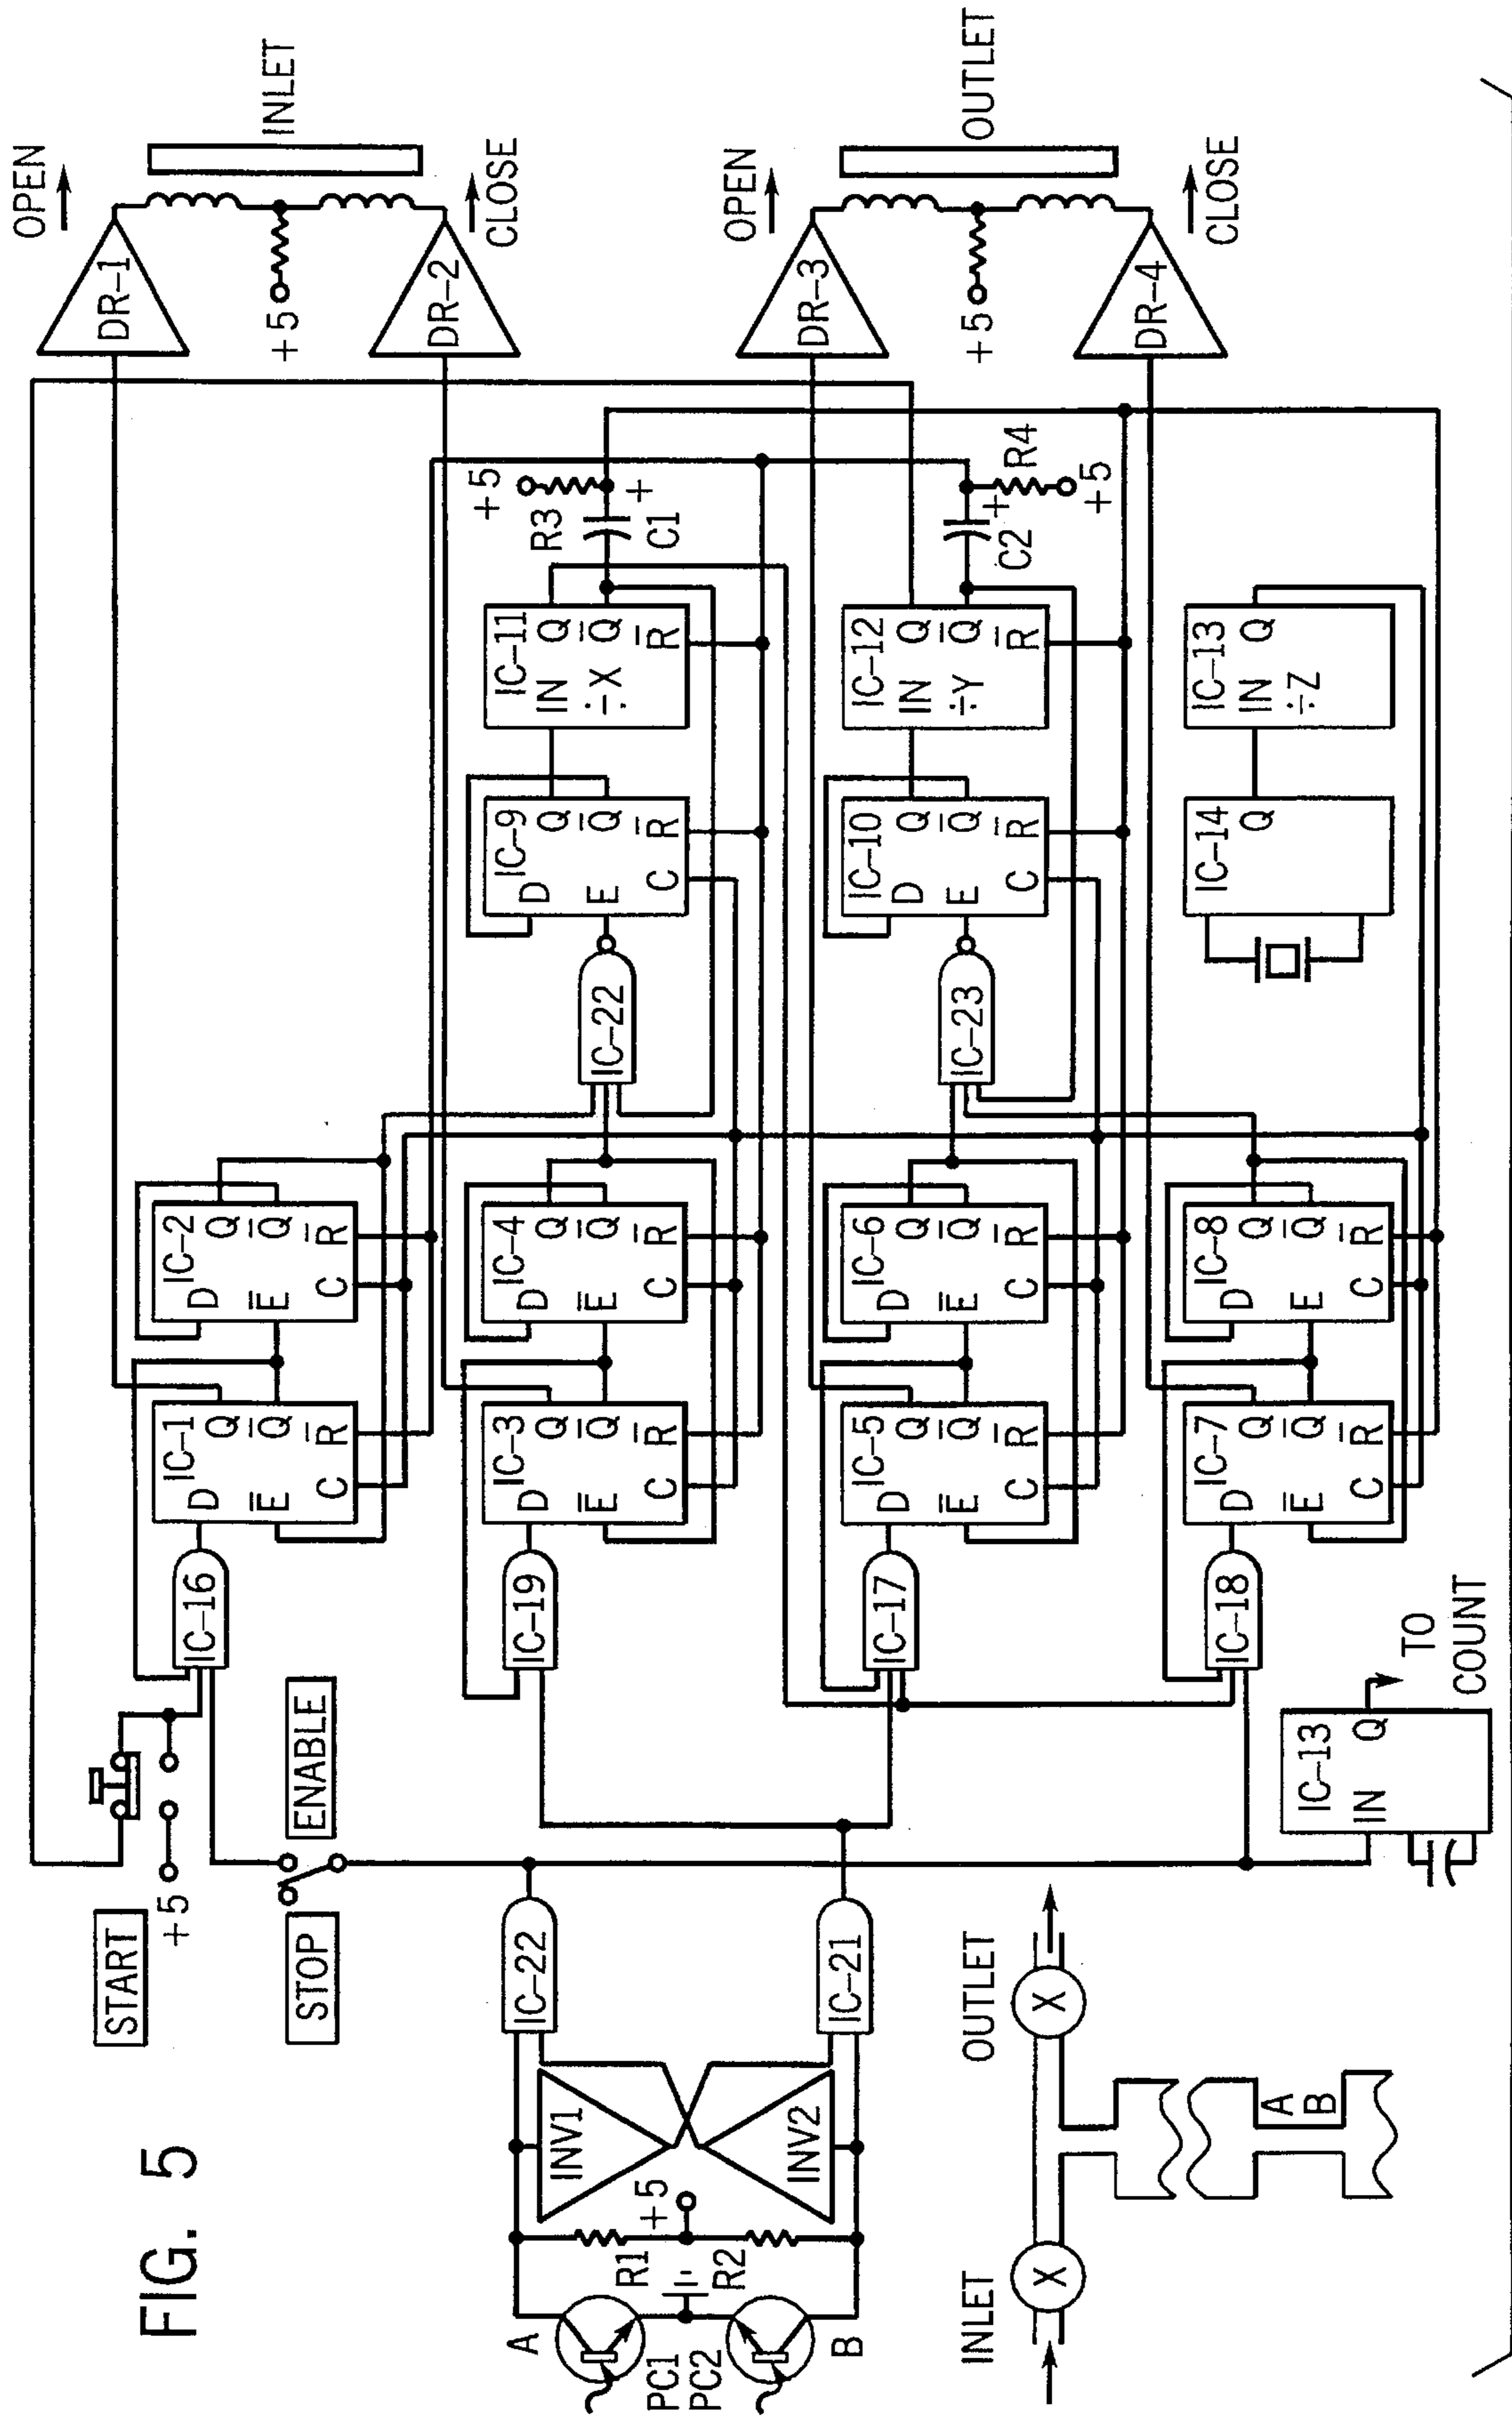 FIG. 5
START
+5
STOP
ENABLE
A
PC1
PC2
B
R1
R2
+5
INV1
INV2
IC-22
IC-21
INLET
X
OUTLET
X
A
B
IC-13
IN
Q
TO
COUNT
IC-16
IC-1
D
Q
E
Q
C
R
IC-2
D
Q
E
Q
C
R
DR-1
OPEN
+5
INLET
DR-2
CLOSE
IC-19
IC-3
D
Q
E
Q
C
R
IC-4
D
Q
E
Q
C
R
IC-22
IC-9
D
Q
E
Q
C
R
IC-11
IN
Q
÷X
Q
R
R3
+5
+
C1
IC-17
IC-5
D
Q
E
Q
C
R
IC-6
D
Q
E
Q
C
R
IC-23
IC-10
D
Q
E
Q
C
R
IC-12
IN
Q
÷Y
Q
R
+
C2
R4
+5
DR-3
OPEN
+5
OUTLET
DR-4
CLOSE
IC-18
IC-7
D
Q
E
Q
C
R
IC-8
D
Q
E
Q
C
R
IC-14
Q
IC-13
IN
Q
÷Z